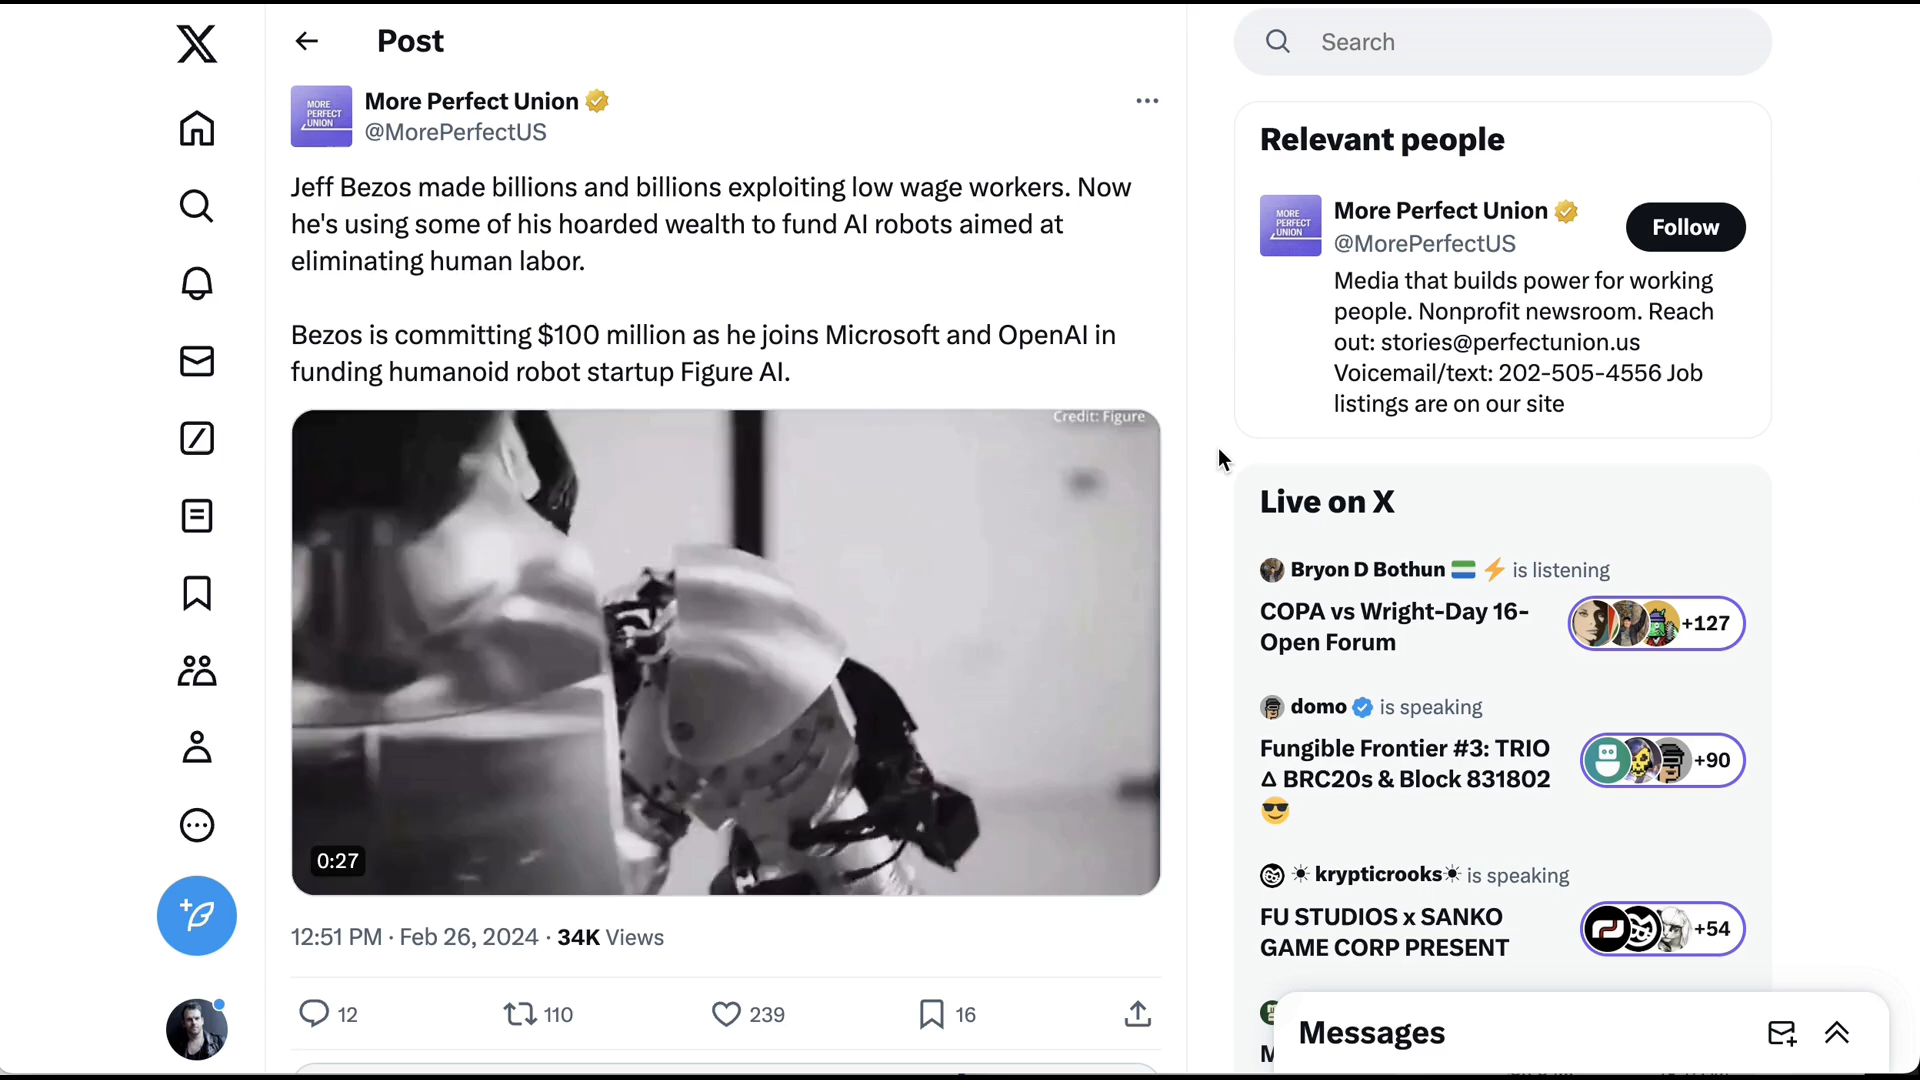 Post
MORE
PERFECT
UNION
More Perfect Union
@MorePerfectUS
Jeff Bezos made billions and billions exploiting low wage workers. Now
he's using some of his hoarded wealth to fund AI robots aimed at
eliminating human labor.
Bezos is committing $100 million as he joins Microsoft and OpenAI in
funding humanoid robot startup Figure AI.
Credit: Figure
0:27
12:51 PM · Feb 26, 2024 · 34K Views
12
110
239
16
Search
Relevant people
MORE
PERFECT
UNION
More Perfect Union
@MorePerfectUS
Follow
Media that builds power for working
people. Nonprofit newsroom. Reach
out: stories@perfectunion.us
Voicemail/text: 202-505-4556 Job
listings are on our site
Live on X
Bryon D Bothun is listening
COPA vs Wright-Day 16-
Open Forum
+127
domo is speaking
Fungible Frontier #3: TRIO
∆ BRC20s & Block 831802
😎
+90
☀krypticrooks☀ is speaking
FU STUDIOS x SANKO
GAME CORP PRESENT
+54
Messages